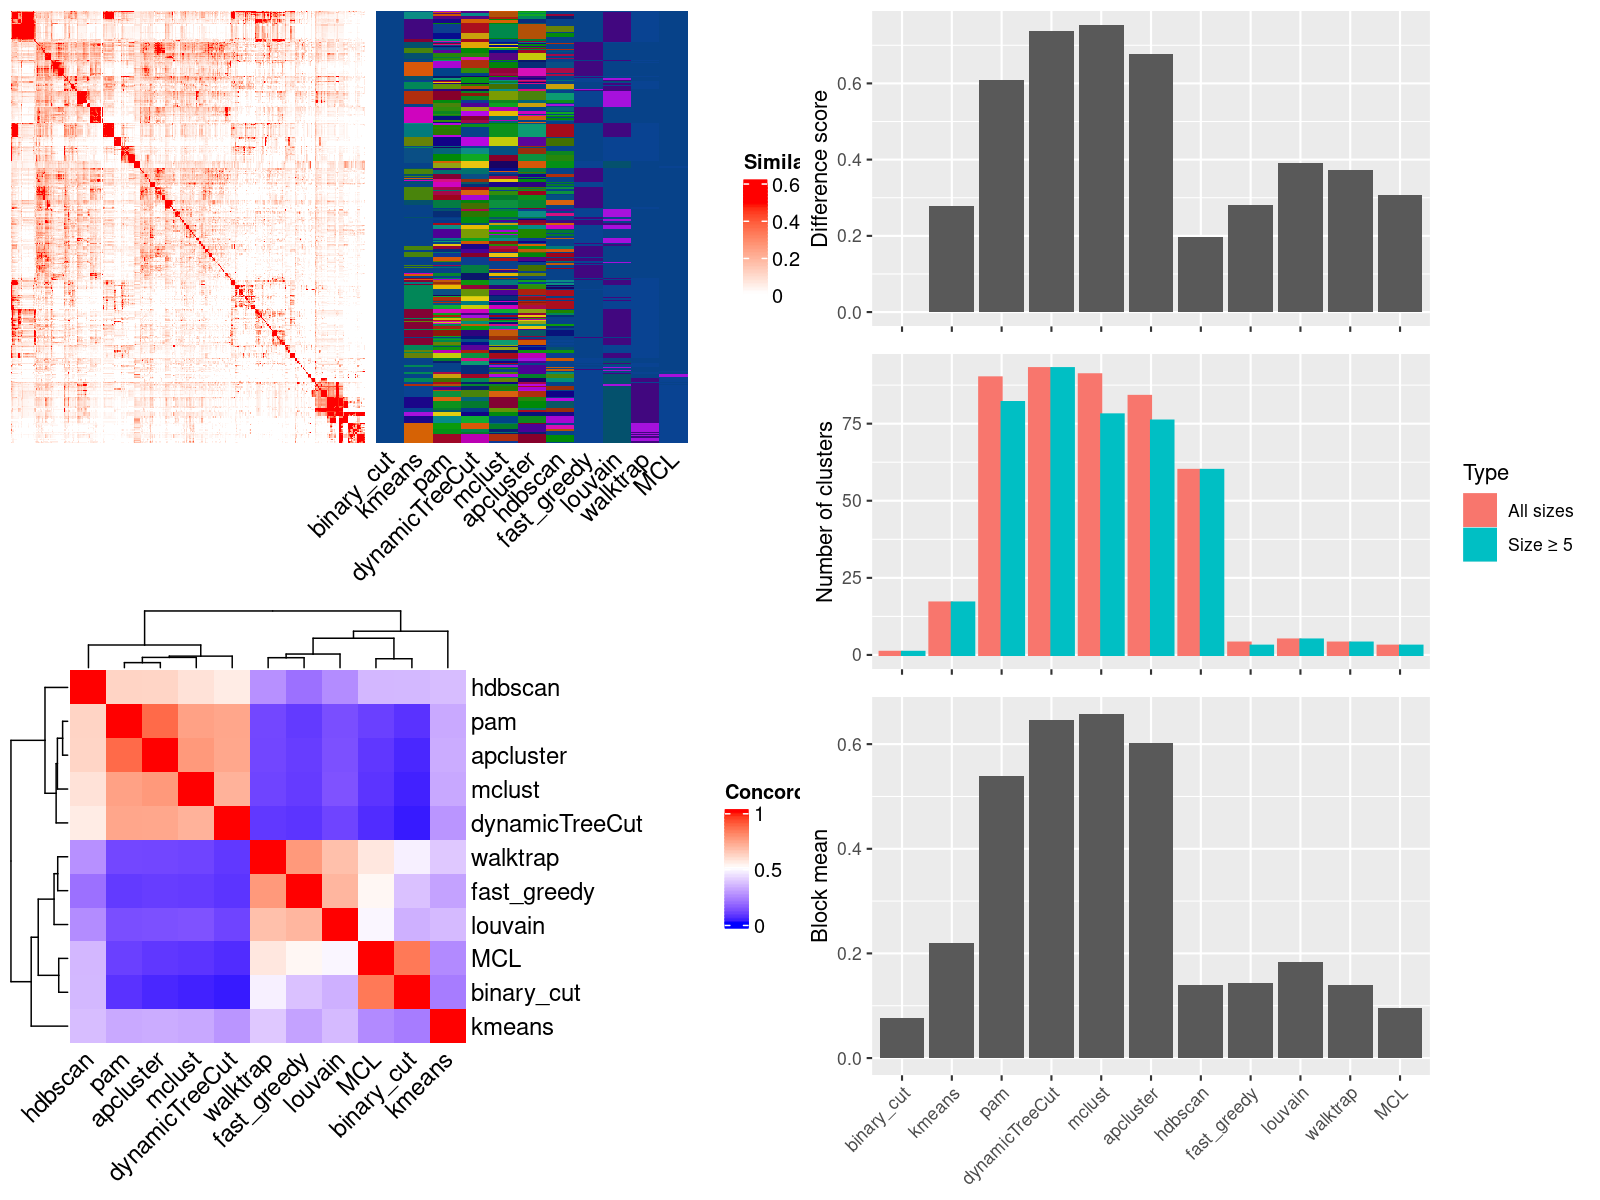 Simila
0.6
0.4
0.2
0
binary_cut
kmeans
pam
dynamicTreeCut
mclust
apcluster
hdbscan
fast_greedy
louvain
walktrap
MCL
hdbscan
pam
apcluster
mclust
dynamicTreeCut
walktrap
fast_greedy
louvain
MCL
binary_cut
kmeans
hdbscan
pam
apcluster
mclust
dynamicTreeCut
walktrap
fast_greedy
louvain
MCL
binary_cut
kmeans
Concord
1
0.5
0
Difference score
0.6
0.4
0.2
0.0
Number of clusters
75
50
25
0
Type
All sizes
Size ≥ 5
Block mean
0.6
0.4
0.2
0.0
binary_cut
kmeans
pam
dynamicTreeCut
mclust
apcluster
hdbscan
fast_greedy
louvain
walktrap
MCL